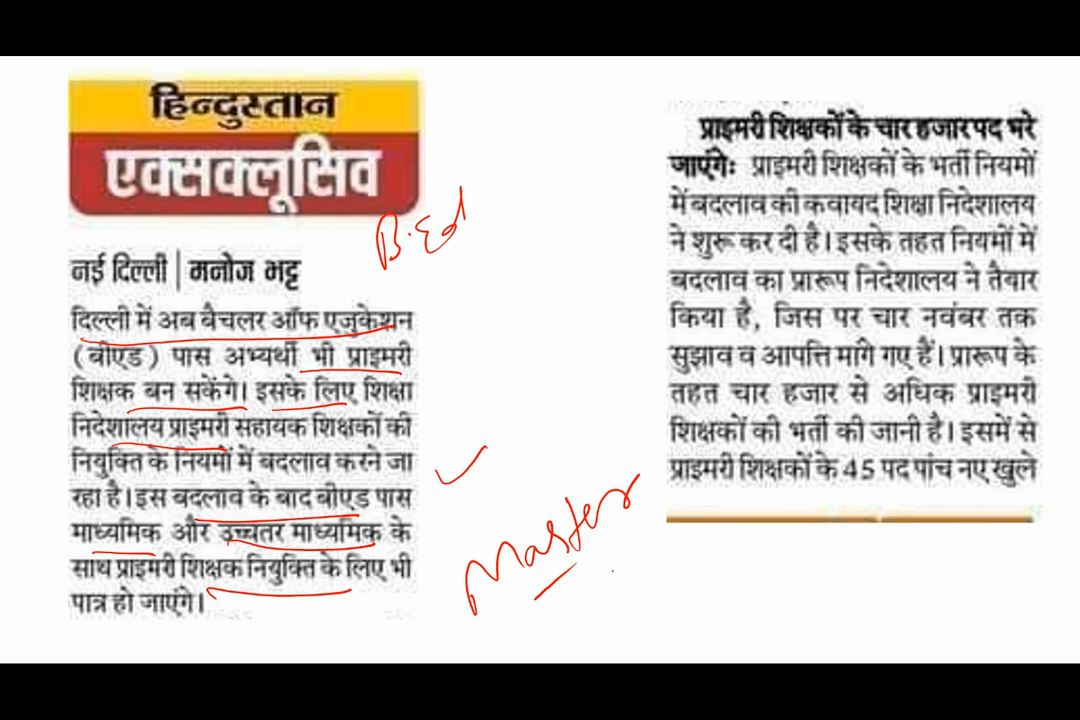 हिन्दुस्तान
एक्सक्लूसिव
B.Ed
नई दिल्ली | मनोज भट्ट
दिल्ली में अब बैचलर ऑफ एजुकेशन
(बीएड) पास अभ्यर्थी भी प्राइमरी
शिक्षक बन सकेंगे। इसके लिए शिक्षा
निदेशालय प्राइमरी सहायक शिक्षकों की
नियुक्ति के नियमों में बदलाव करने जा
रहा है। इस बदलाव के बाद बीएड पास
माध्यमिक और उच्चतर माध्यमिक के
साथ प्राइमरी शिक्षक नियुक्ति के लिए भी
पात्र हो जाएंगे।
Master
प्राइमरी शिक्षकों के चार हजार पद भरे
जाएंगे: प्राइमरी शिक्षकों के भर्ती नियमों
में बदलाव की कवायद शिक्षा निदेशालय
ने शुरू कर दी है। इसके तहत नियमों में
बदलाव का प्रारूप निदेशालय ने तैयार
किया है, जिस पर चार नवंबर तक
सुझाव व आपत्ति मांगे गए हैं। प्रारूप के
तहत चार हजार से अधिक प्राइमरी
शिक्षकों की भर्ती की जानी है। इसमें से
प्राइमरी शिक्षकों के 45 पद पांच नए खुले